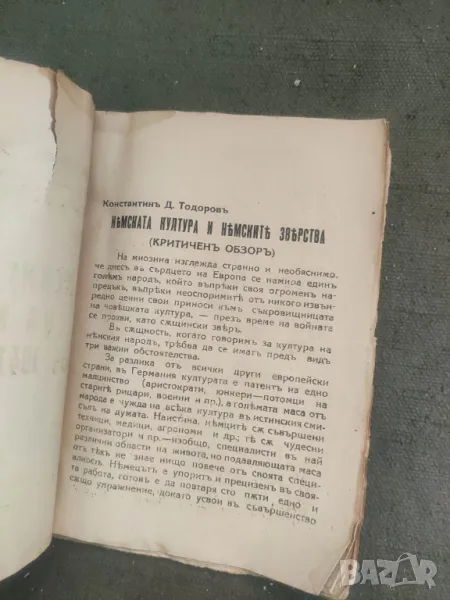 Константинъ Д. Тодоровъ
НѢМСКАТА КУЛТУРА И НѢМСКИТѢ ЗВѢРСТВА
(КРИТИЧЕНЪ ОБЗОРЪ)
На мнозина изглежда странно и необяснимо,
че днесъ въ сърдцето на Европа се намира единъ
голѣмъ народъ, който въпрѣки своя огроменъ на-
предъкъ, въпрѣки неоспоримитѣ отъ никого извън-
редно ценни свои приноси къмъ съкровищницата
на човѣшката култура, — презъ време на войната
се прояви, като сѫщински звѣръ.
Въ сѫщность, когато говоримъ за култура на
нѣмския народъ, трѣбва да се иматъ предъ видъ
три важни обстоятелства.
За разлика отъ всички други европейски
страни, въ Германия културата е патентъ на едно
малцинство (аристократи, юнкери—потомци на
старитѣ рицари, военни и пр.), а голѣмата маса отъ
народа е чужда на всѣка култура въ истинския сми-
сълъ на думата. Наистина, нѣмцитѣ сѫ съвършени
техници, медици, агрономи и др; тѣ сѫ чудесни
организатори и пр.—изобщо, специалисти въ най
различни области на живота, но подавляющата маса
отъ тѣхъ не знае нищо повече отъ своята специ-
алность. Нѣмецътъ е упоритъ и прецизенъ въ своя-
та работа, готовъ е да повтаря сто пѫти, едно и
сѫщо упражнение, докато усвои въ съвършенство
BAZAR.BG